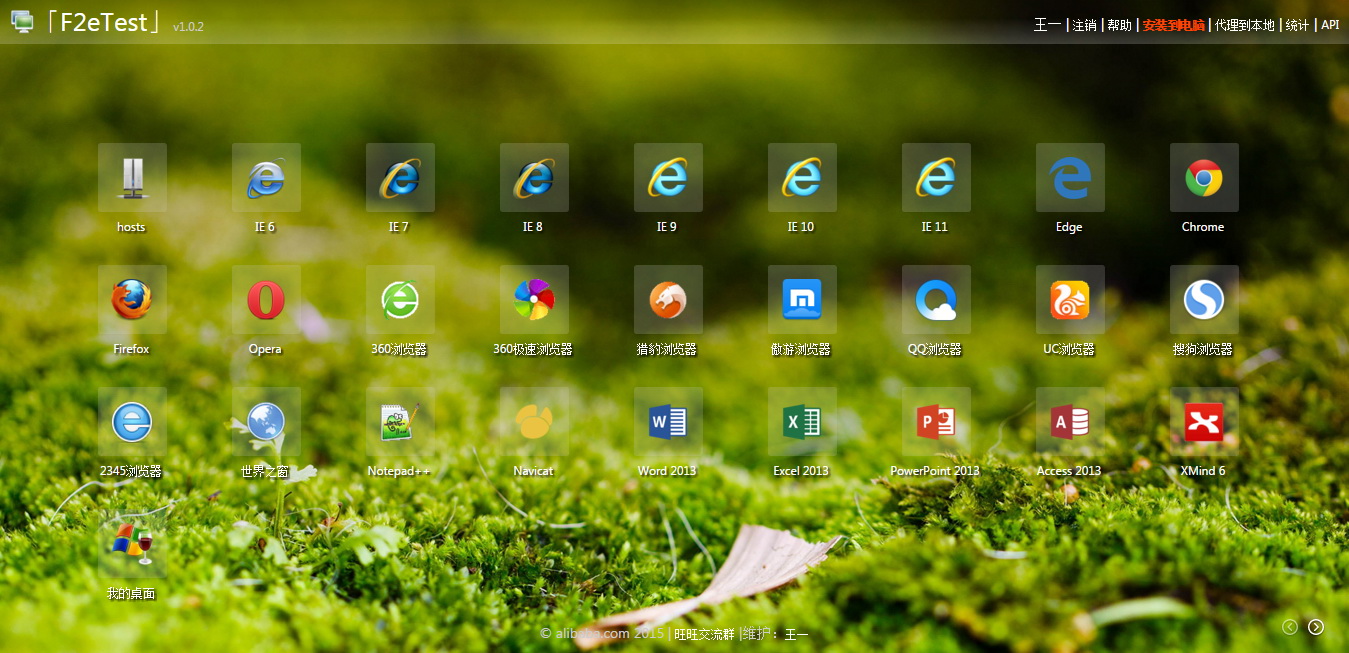 「F2eTest」 v1.0.2
王一 | 注销 | 帮助 | 安装到电脑 | 代理到本地 | 统计 | API
hosts IE 6 IE 7 IE 8 IE 9 IE 10 IE 11 Edge Chrome
Firefox Opera 360浏览器 360极速浏览器 猎豹浏览器 傲游浏览器 QQ浏览器 UC浏览器 搜狗浏览器
2345浏览器 世界之窗 Notepad++ Navicat Word 2013 Excel 2013 PowerPoint 2013 Access 2013 XMind 6
我的桌面
© alibaba.com 2015 | 旺旺交流群 |维护：王一